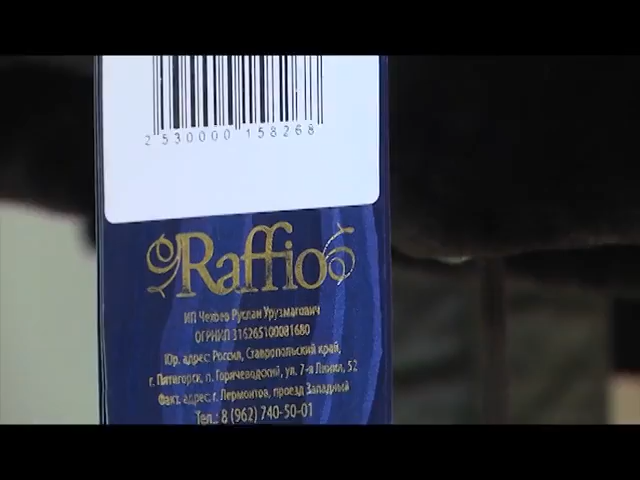 2 530000 158268
Raffio
ИП Чехоев Руслан Урузмагович
ОГРНИП 316265100081680
Юр. адрес: Россия, Ставропольский край,
г. Пятигорск, п. Горячеводский, ул. 7-я Линия, 52
Факт. адрес: г. Лермонтов, проезд Западный
Тел.: 8 (962) 740-50-01